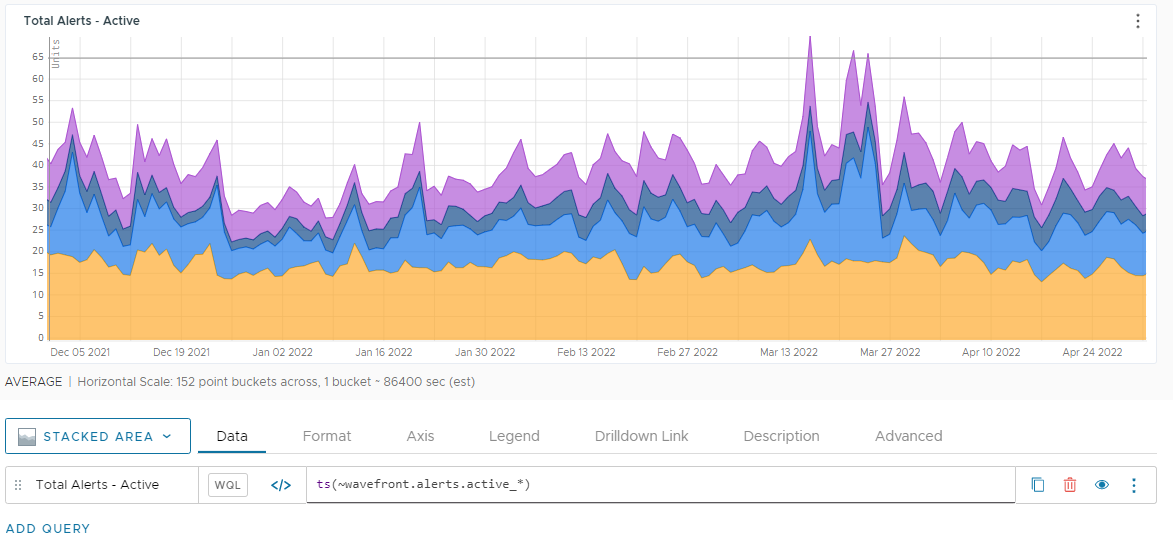 Total Alerts - Active
Units
65
60
55
50
45
40
35
30
25
20
15
10
5
0
Dec 05 2021 Dec 19 2021 Jan 02 2022 Jan 16 2022 Jan 30 2022 Feb 13 2022 Feb 27 2022 Mar 13 2022 Mar 27 2022 Apr 10 2022 Apr 24 2022
AVERAGE | Horizontal Scale: 152 point buckets across, 1 bucket ~ 86400 sec (est)
STACKED AREA Data Format Axis Legend Drilldown Link Description Advanced
Total Alerts - Active WQL </> ts(~wavefront.alerts.active_*)
ADD QUERY